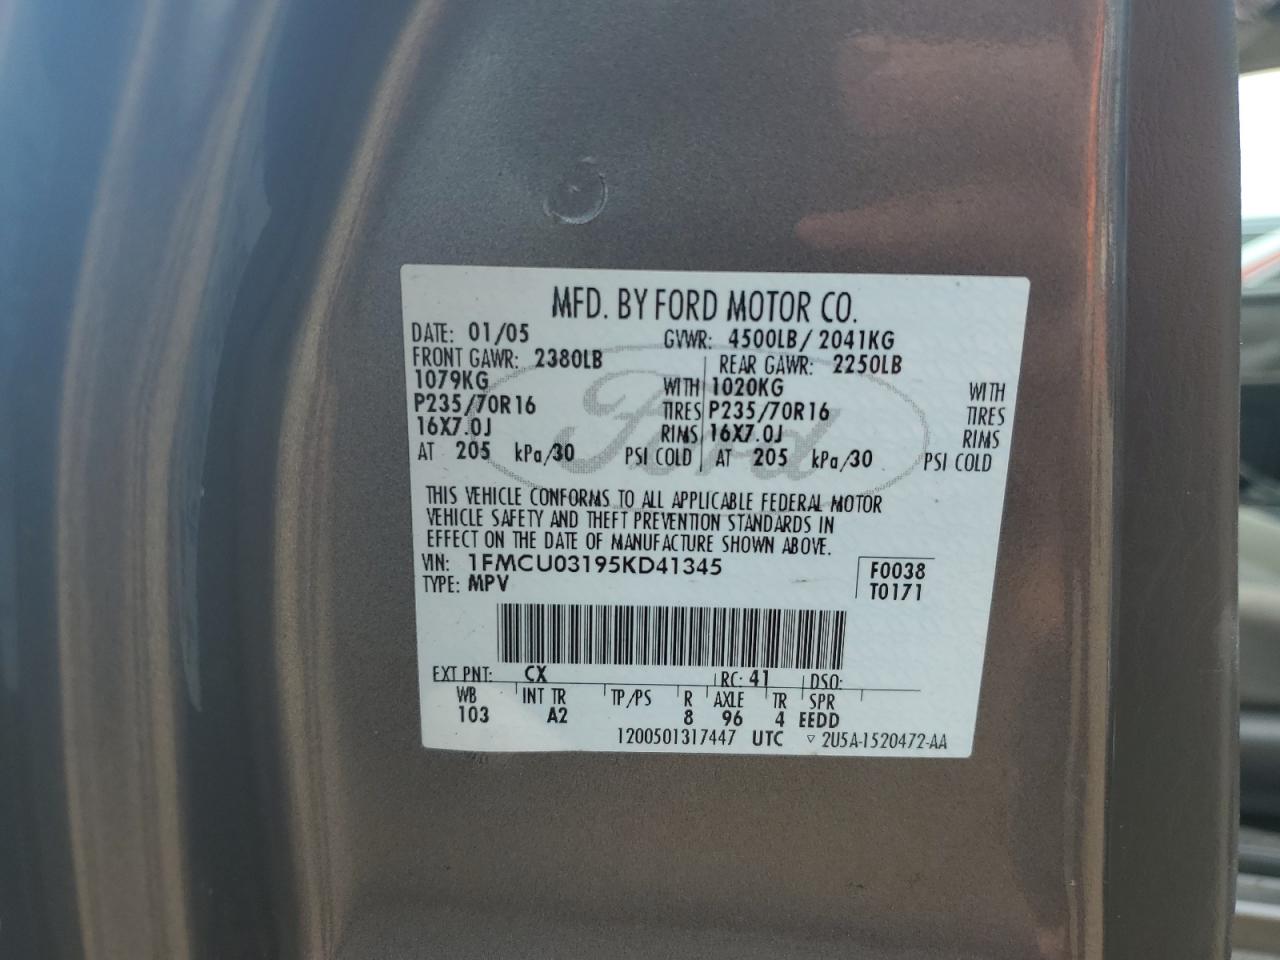 MFD. BY FORD MOTOR CO.
DATE: 01/05 GVWR: 4500LB/ 2041KG
FRONT GAWR: 2380LB REAR GAWR: 2250LB
1079KG WITH 1020KG WITH
P235/70R16 TIRES P235/70R16 TIRES
16X7.0J RIMS 16X7.0J RIMS
AT 205 kPa/30 PSI COLD AT 205 kPa/30 PSI COLD
Ford
THIS VEHICLE CONFORMS TO ALL APPLICABLE FEDERAL MOTOR
VEHICLE SAFETY AND THEFT PREVENTION STANDARDS IN
EFFECT ON THE DATE OF MANUFACTURE SHOWN ABOVE.
VIN: 1FMCU03195KD41345 F0038
TYPE: MPV T0171
EXT PNT: CX RC: 41 DSO:
WB INT TR TP/PS R AXLE TR SPR
103 A2 8 96 4 EEDD
1200501317447 UTC ▽ 2U5A-1520472-AA